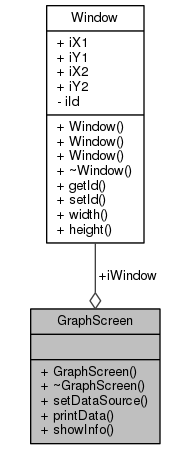 Window
+ iX1
+ iY1
+ iX2
+ iY2
- iId
+ Window()
+ Window()
+ Window()
+ ~Window()
+ getId()
+ setId()
+ width()
+ height()
+iWindow
GraphScreen
+ GraphScreen()
+ ~GraphScreen()
+ setDataSource()
+ printData()
+ showInfo()